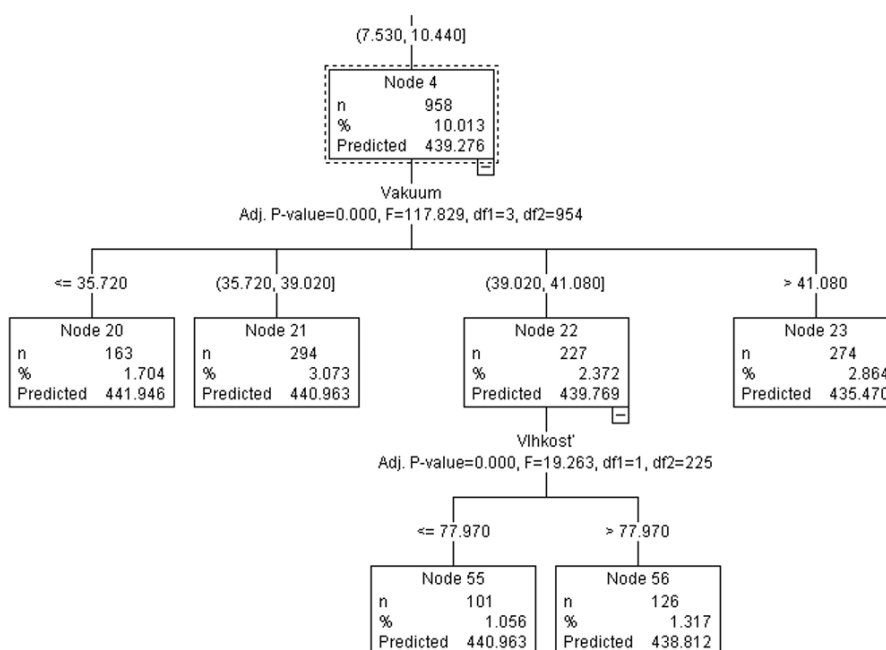 (7.530, 10.440]
Node 4
n 958
% 10.013
Predicted 439.276
Vakuum
Adj. P-value=0.000, F=117.829, df1=3, df2=954
<= 35.720
(35.720, 39.020]
(39.020, 41.080]
> 41.080
Node 20
n 163
% 1.704
Predicted 441.946
Node 21
n 294
% 3.073
Predicted 440.963
Node 22
n 227
% 2.372
Predicted 439.769
Node 23
n 274
% 2.864
Predicted 435.470
Vlhkosť
Adj. P-value=0.000, F=19.263, df1=1, df2=225
<= 77.970
> 77.970
Node 55
n 101
% 1.056
Predicted 440.963
Node 56
n 126
% 1.317
Predicted 438.812